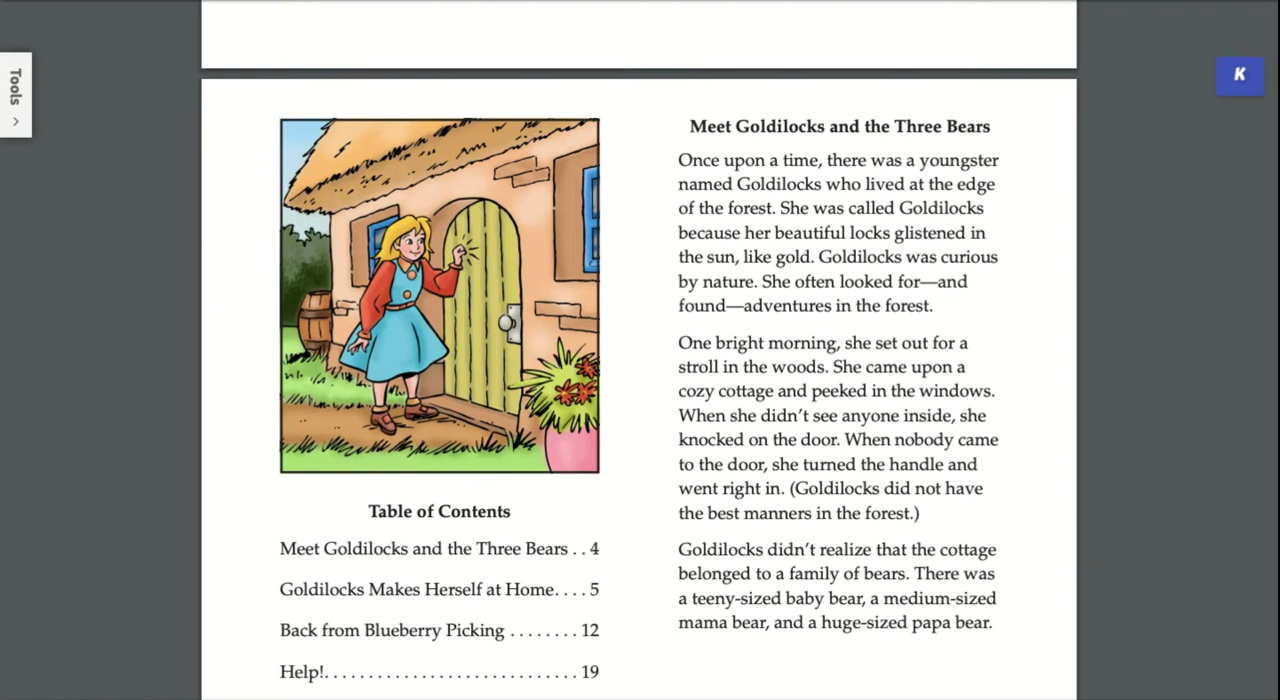 Tools
K
Table of Contents
Meet Goldilocks and the Three Bears . . 4
Goldilocks Makes Herself at Home. . . . 5
Back from Blueberry Picking . . . . . . . . 12
Help!. . . . . . . . . . . . . . . . . . . . . . . . . . . 19
Meet Goldilocks and the Three Bears
Once upon a time, there was a youngster
named Goldilocks who lived at the edge
of the forest. She was called Goldilocks
because her beautiful locks glistened in
the sun, like gold. Goldilocks was curious
by nature. She often looked for—and
found—adventures in the forest.
One bright morning, she set out for a
stroll in the woods. She came upon a
cozy cottage and peeked in the windows.
When she didn’t see anyone inside, she
knocked on the door. When nobody came
to the door, she turned the handle and
went right in. (Goldilocks did not have
the best manners in the forest.)
Goldilocks didn’t realize that the cottage
belonged to a family of bears. There was
a teeny-sized baby bear, a medium-sized
mama bear, and a huge-sized papa bear.